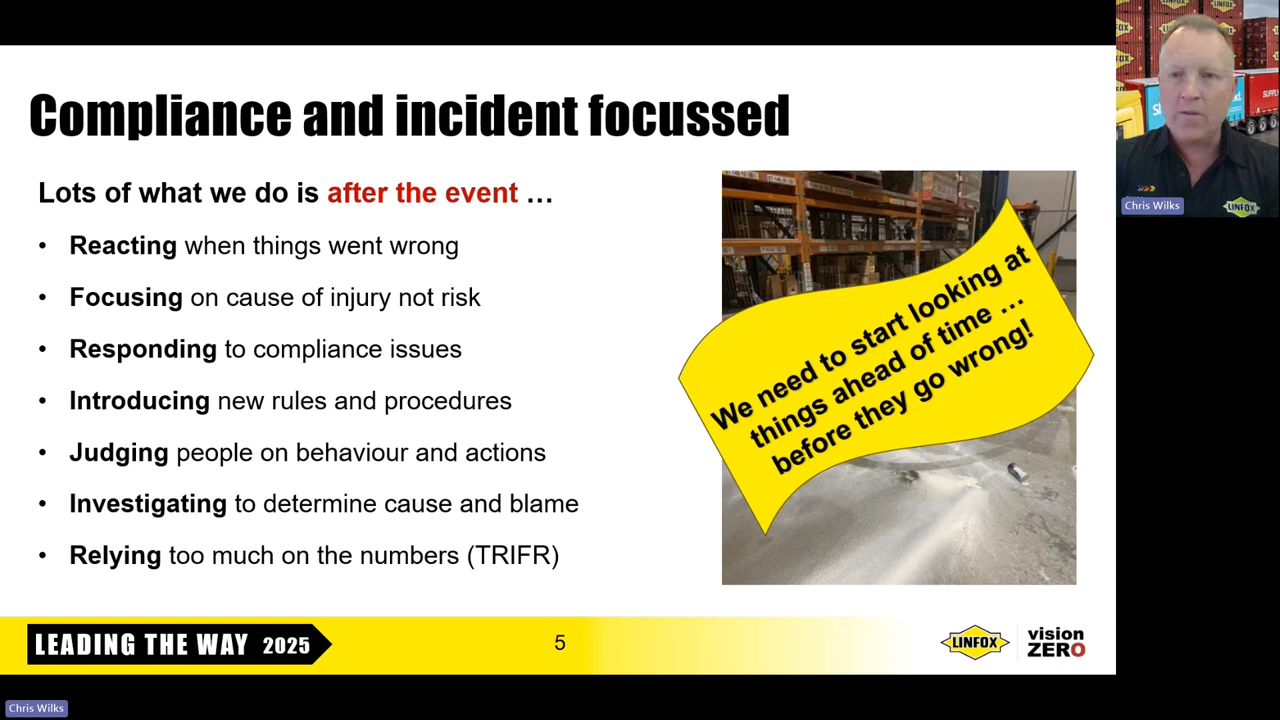 Compliance and incident focussed
Lots of what we do is after the event …
• Reacting when things went wrong
• Focusing on cause of injury not risk
• Responding to compliance issues
• Introducing new rules and procedures
• Judging people on behaviour and actions
• Investigating to determine cause and blame
• Relying too much on the numbers (TRIFR)
We need to start looking at
things ahead of time …
before they go wrong!
LEADING THE WAY 2025
5
LINFOX
vision
ZERO
Chris Wilks
LINFOX
Chris Wilks